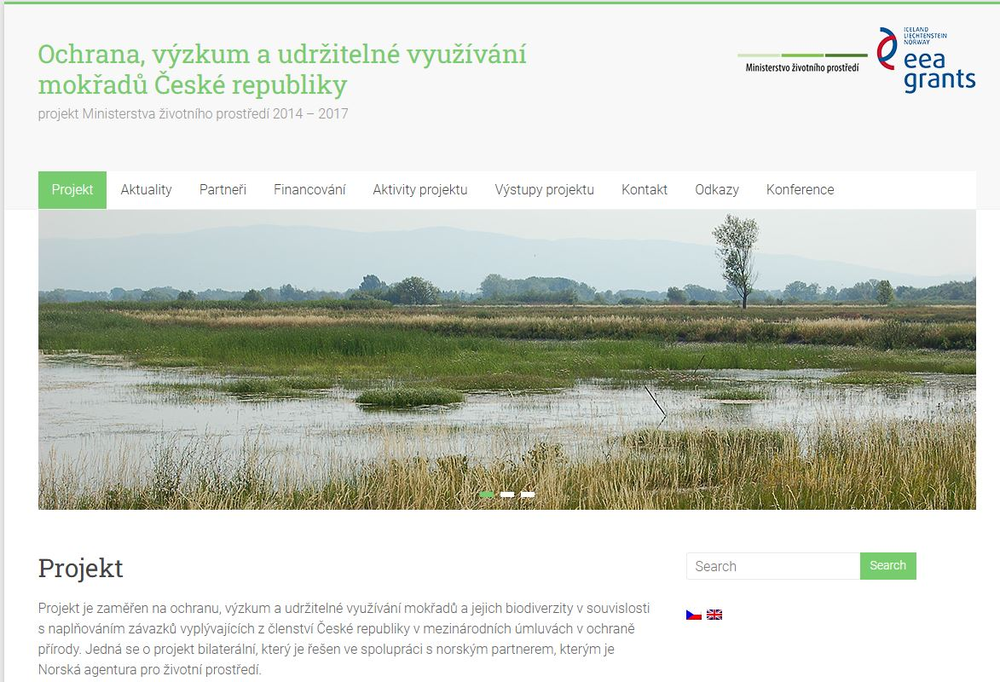 Ochrana, výzkum a udržitelné využívání
mokřadů České republiky
projekt Ministerstva životního prostředí 2014 – 2017
Ministerstvo životního prostředí
ICELAND
LIECHTENSTEIN
NORWAY
eea
grants
Projekt Aktuality Partneři Financování Aktivity projektu Výstupy projektu Kontakt Odkazy Konference
Projekt
Projekt je zaměřen na ochranu, výzkum a udržitelné využívání mokřadů a jejich biodiverzity v souvislosti
s naplňováním závazků vyplývajících z členství České republiky v mezinárodních úmluvách v ochraně
přírody. Jedná se o projekt bilaterální, který je řešen ve spolupráci s norským partnerem, kterým je
Norská agentura pro životní prostředí.
Search Search